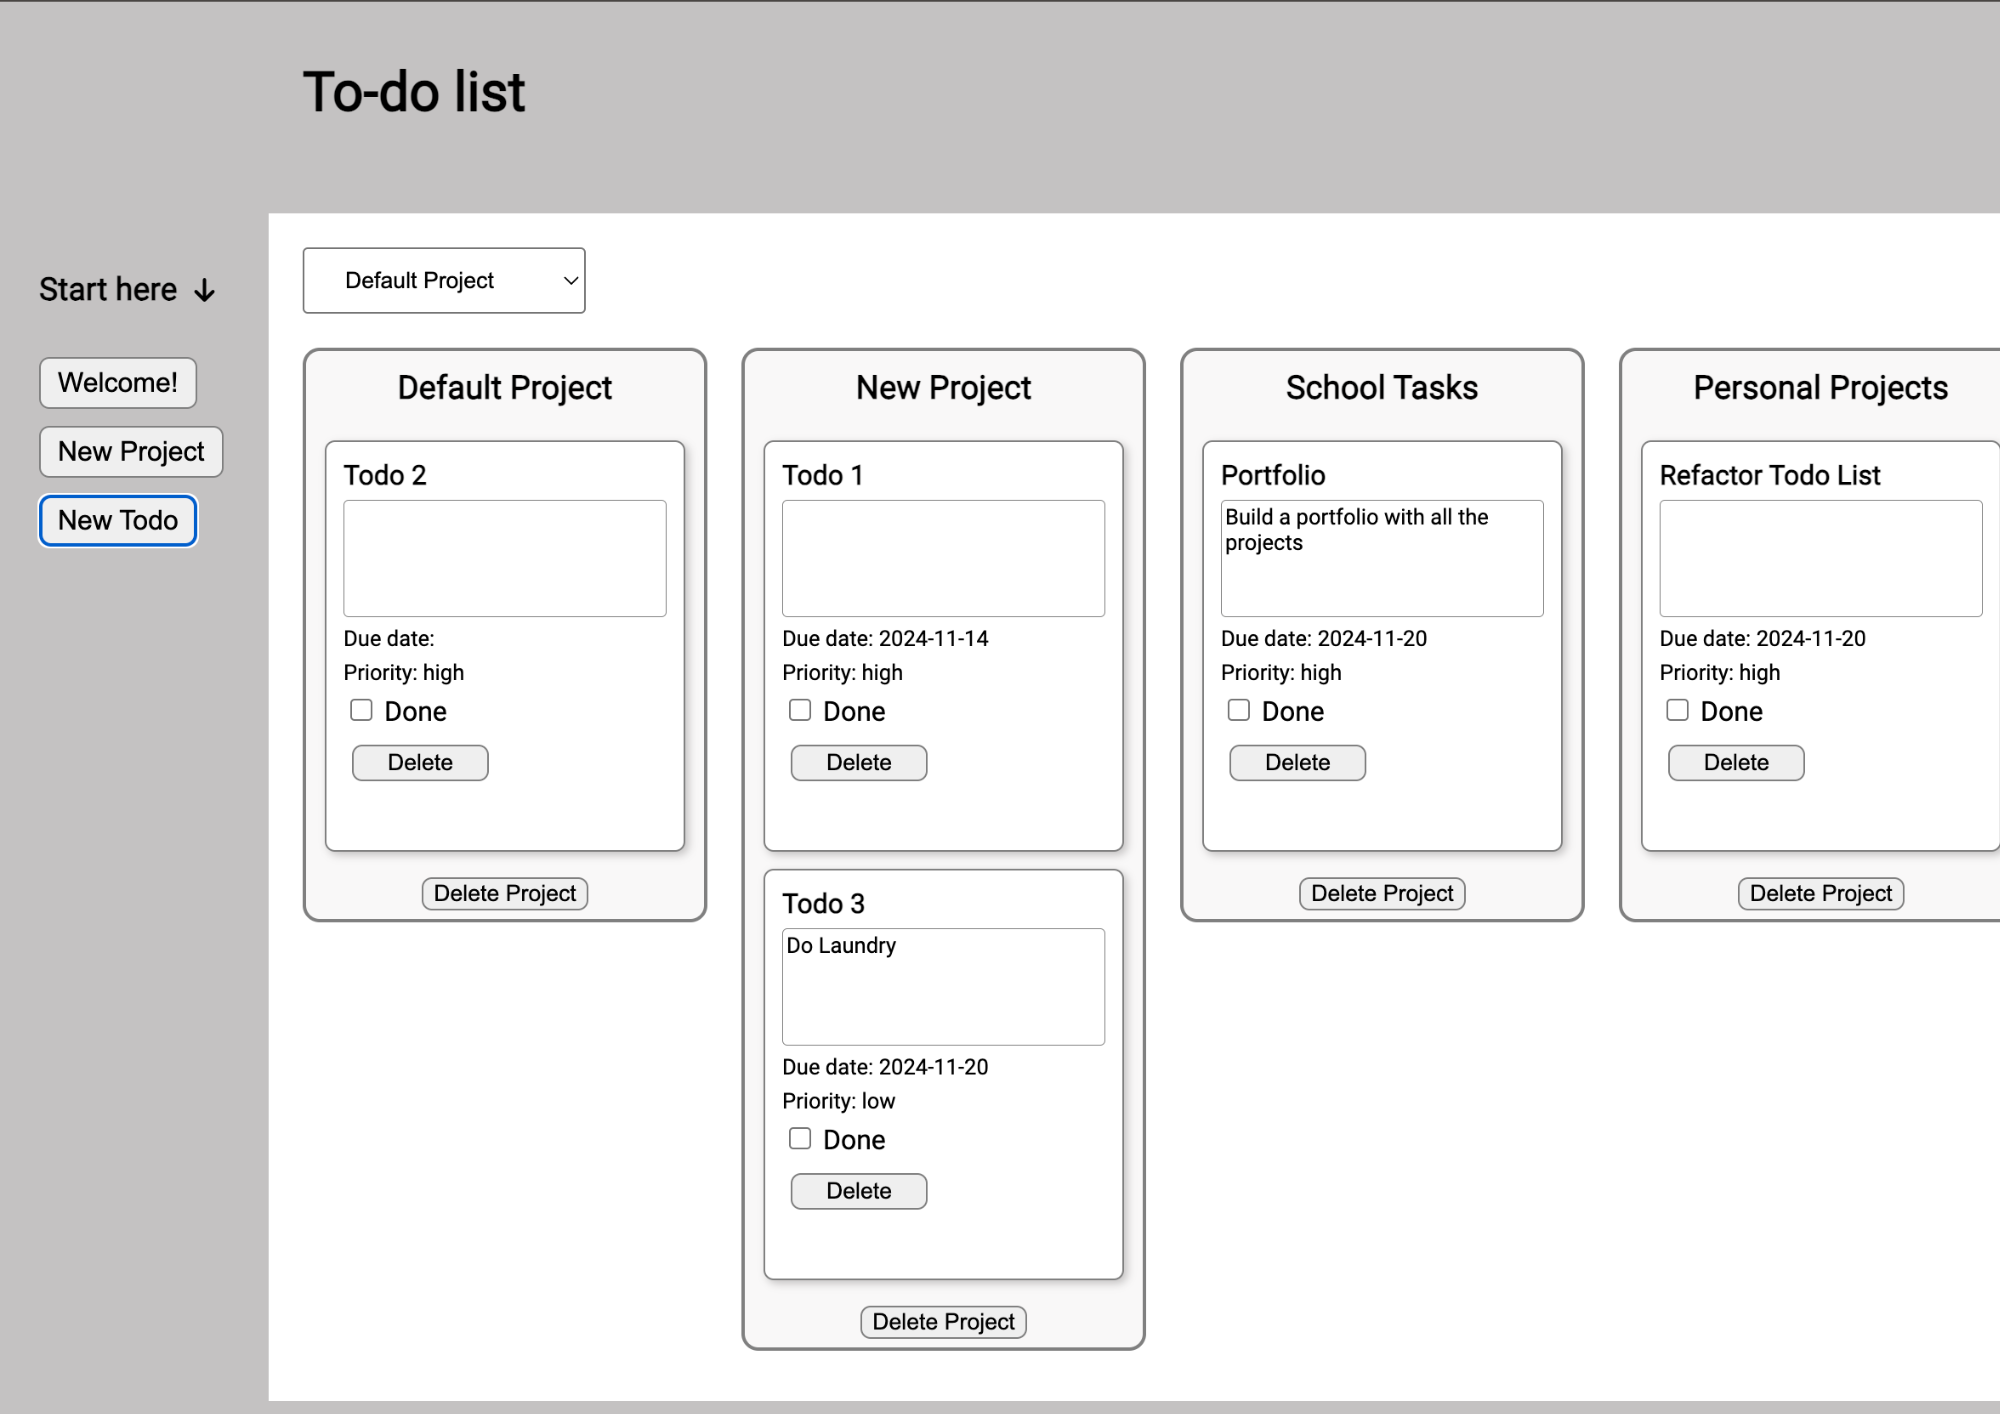 To-do list
Start here ↓
Welcome!
New Project
New Todo
Default Project
Default Project
Todo 2
Due date:
Priority: high
Done
Delete
Delete Project
New Project
Todo 1
Due date: 2024-11-14
Priority: high
Done
Delete
Todo 3
Do Laundry
Due date: 2024-11-20
Priority: low
Done
Delete
Delete Project
School Tasks
Portfolio
Build a portfolio with all the
projects
Due date: 2024-11-20
Priority: high
Done
Delete
Delete Project
Personal Projects
Refactor Todo List
Due date: 2024-11-20
Priority: high
Done
Delete
Delete Project